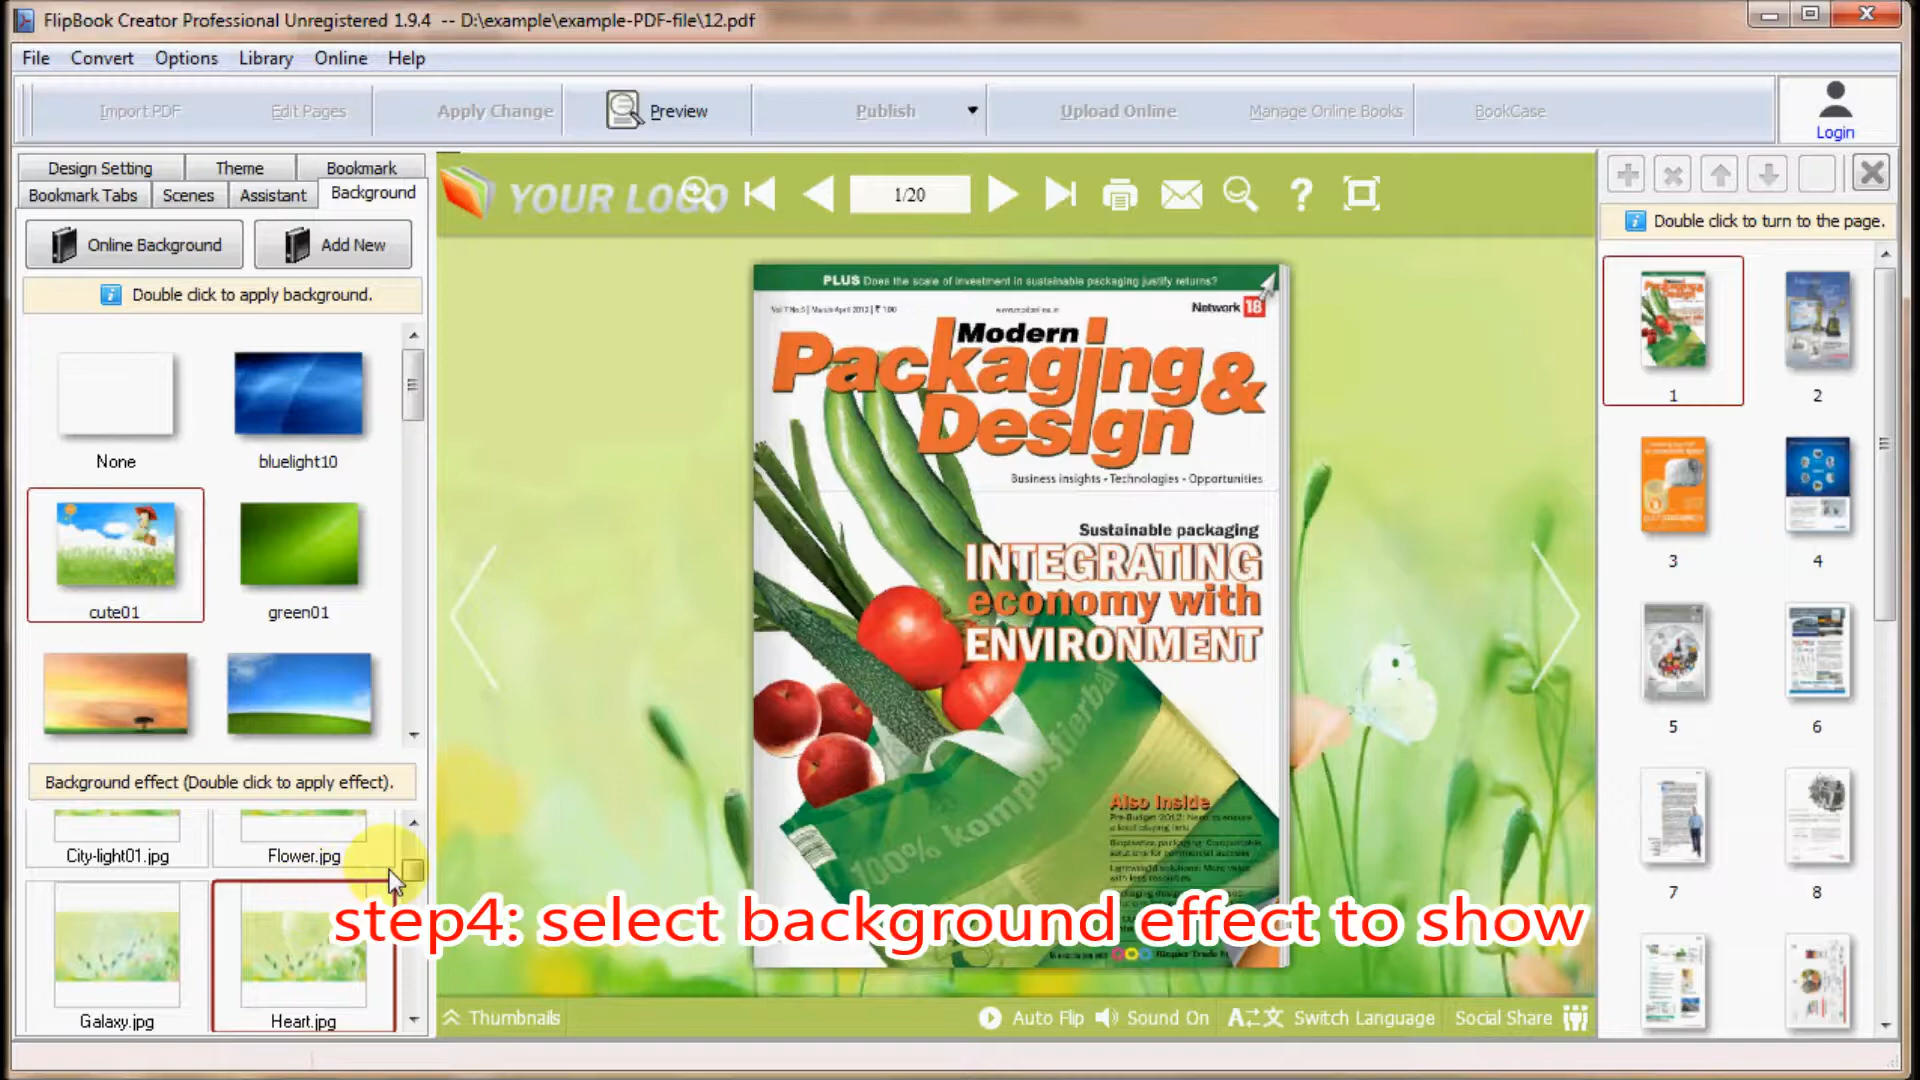 FlipBook Creator Professional Unregistered 1.9.4 -- D:\example\example-PDF-file\12.pdf
File Convert Options Library Online Help
Import PDF Edit Pages Apply Change Preview Publish Upload Online Manage Online Books BookCase Login
Design Setting Theme Bookmark
Bookmark Tabs Scenes Assistant Background
Online Background Add New
Double click to apply background.
None bluelight10
cute01 green01
Background effect (Double click to apply effect).
City-light01.jpg Flower.jpg
Galaxy.jpg Heart.jpg
YOUR LOGO 1/20
PLUS Does the scale of investment in sustainable packaging justify returns?
Network 18
Modern
Packaging &
Design
Business insights - Technologies - Opportunities
Sustainable packaging
INTEGRATING
economy with
ENVIRONMENT
100% kompostierbar
Also Inside
step4: select background effect to show
Thumbnails Auto Flip Sound On Switch Language Social Share
Double click to turn to the page.
1 2
3 4
5 6
7 8